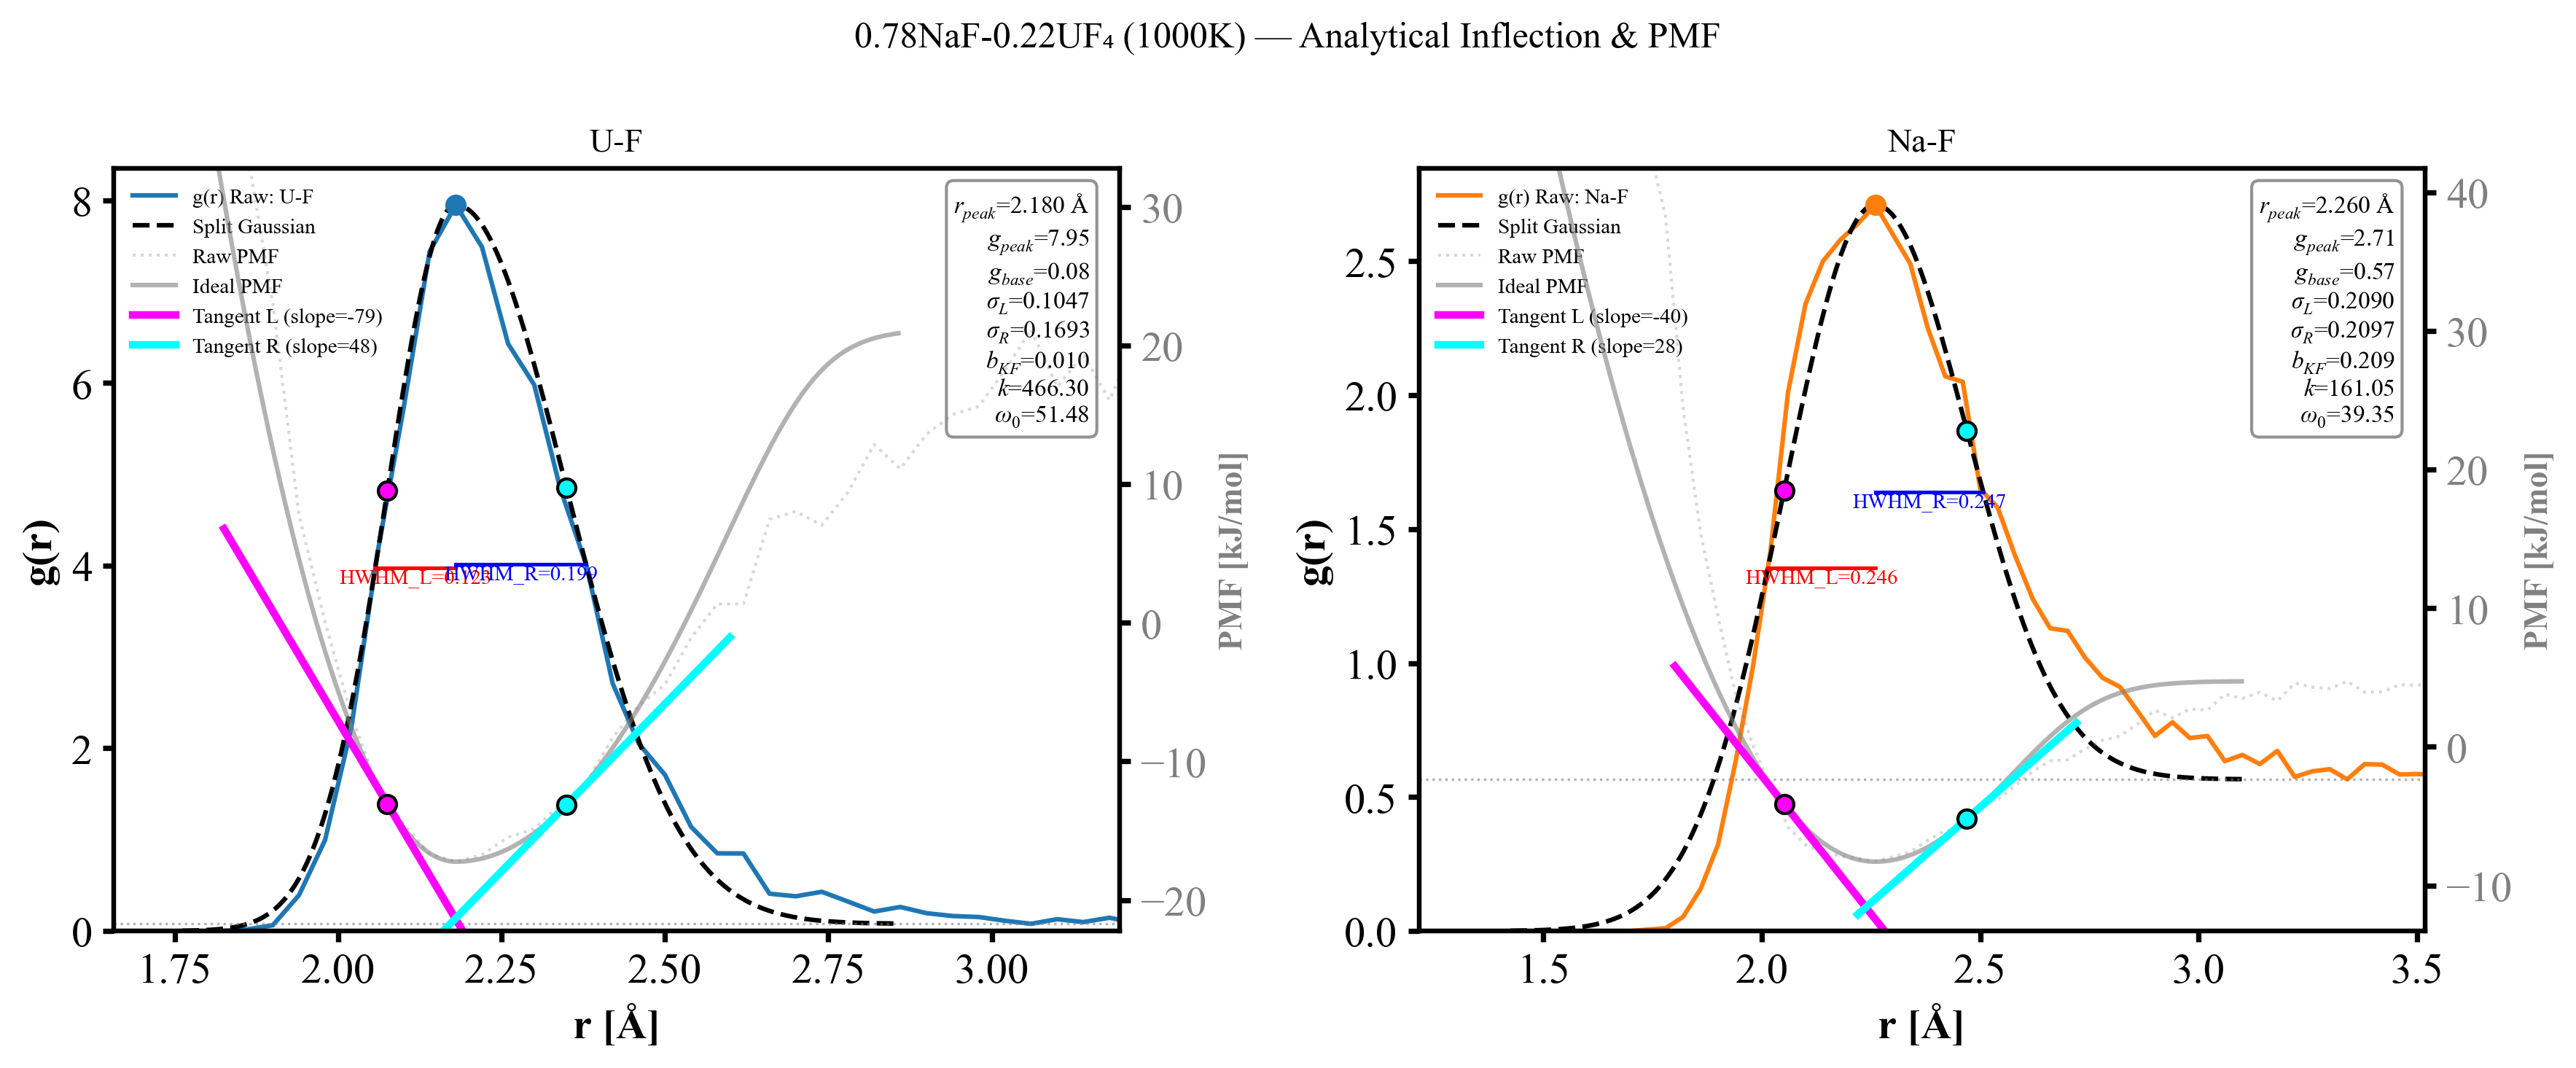 0.78NaF-0.22UF₄ (1000K) — Analytical Inflection & PMF
U-F
g(r) Raw: U-F
Split Gaussian
Raw PMF
Ideal PMF
Tangent L (slope=-79)
Tangent R (slope=48)
r_peak=2.180 Å
g_peak=7.95
g_base=0.08
σ_L=0.1047
σ_R=0.1693
b_KF=0.010
k=466.30
ω₀=51.48
HWHM_L=0.123
HWHM_R=0.199
8
6
4
2
0
g(r)
30
20
10
0
−10
−20
PMF [kJ/mol]
1.75
2.00
2.25
2.50
2.75
3.00
r [Å]
Na-F
g(r) Raw: Na-F
Split Gaussian
Raw PMF
Ideal PMF
Tangent L (slope=-40)
Tangent R (slope=28)
r_peak=2.260 Å
g_peak=2.71
g_base=0.57
σ_L=0.2090
σ_R=0.2097
b_KF=0.209
k=161.05
ω₀=39.35
HWHM_R=0.247
HWHM_L=0.246
2.5
2.0
1.5
1.0
0.5
0.0
g(r)
40
30
20
10
0
−10
PMF [kJ/mol]
1.5
2.0
2.5
3.0
3.5
r [Å]